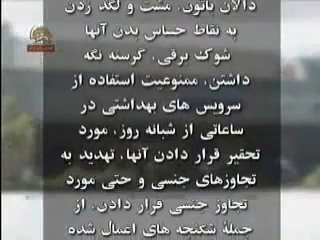 دالان باتون، مشت و لگد زدن
به نقاط حساس بدن آنها
شوک برقی، گرسنه نگه
داشتن، ممنوعیت استفاده از
سرویس های بهداشتی در
ساعاتی از شبانه روز، مورد
تحقیر قرار دادن آنها، تهدید به
تجاوزهای جنسی و حتی مورد
تجاوز جنسی قرار دادن، از
جملهٔ شکنجه های اعمال شده